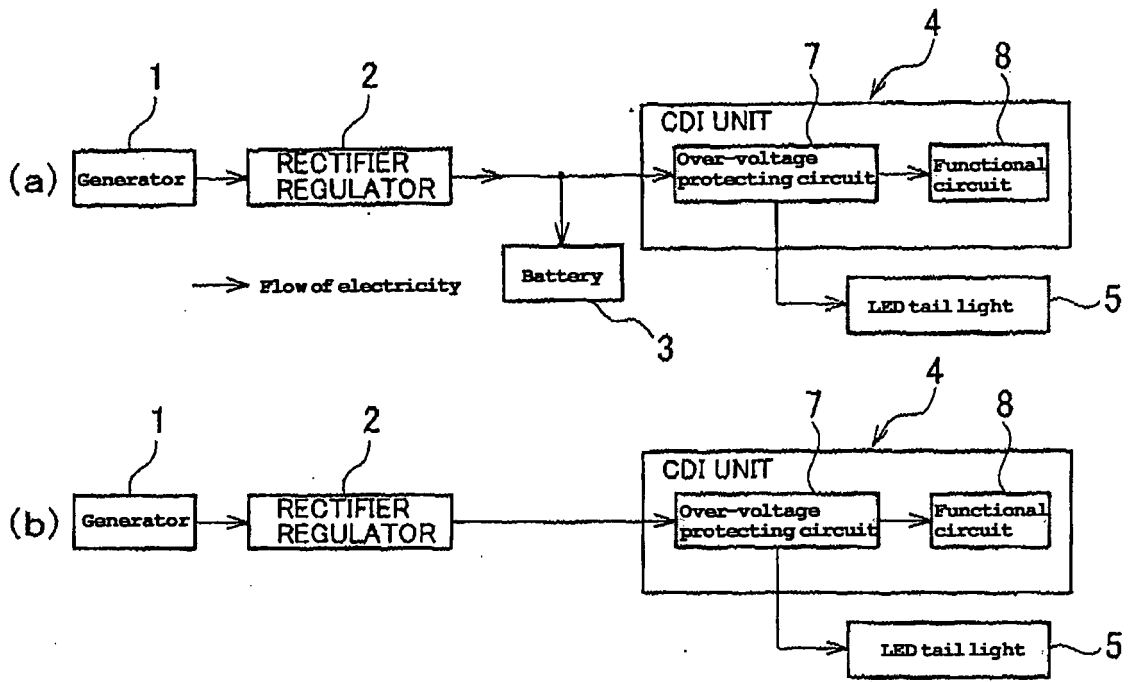 4
1
2
7
8
CDI UNIT
(a)
Generator
RECTIFIER
REGULATOR
Over-voltage
protecting circuit
Functional
circuit
Flow of electricity
Battery
LED tail light
5
3
4
1
2
7
8
CDI UNIT
(b)
Generator
RECTIFIER
REGULATOR
Over-voltage
protecting circuit
Functional
circuit
LED tail light
5